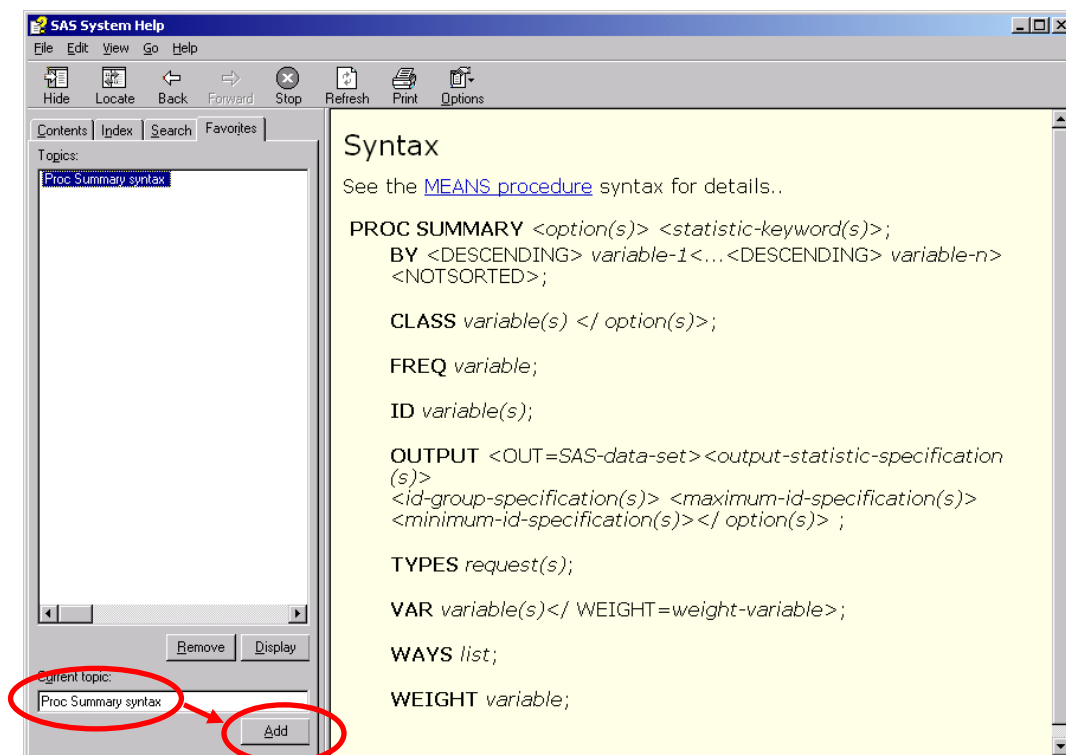 SAS System Help
File Edit View Go Help
Hide Locate Back Forward Stop Refresh Print Options
Contents Index Search Favorites
Topics:
Proc Summary syntax
Remove Display
Current topic:
Proc Summary syntax
Add
Syntax
See the MEANS procedure syntax for details..
PROC SUMMARY <option(s)> <statistic-keyword(s)>;
BY <DESCENDING> variable-1<...<DESCENDING> variable-n>
<NOTSORTED>;
CLASS variable(s) </ option(s)>;
FREQ variable;
ID variable(s);
OUTPUT <OUT=SAS-data-set><output-statistic-specification
(s)>
<id-group-specification(s)> <maximum-id-specification(s)>
<minimum-id-specification(s)></ option(s)> ;
TYPES request(s);
VAR variable(s)</ WEIGHT=weight-variable>;
WAYS list;
WEIGHT variable;